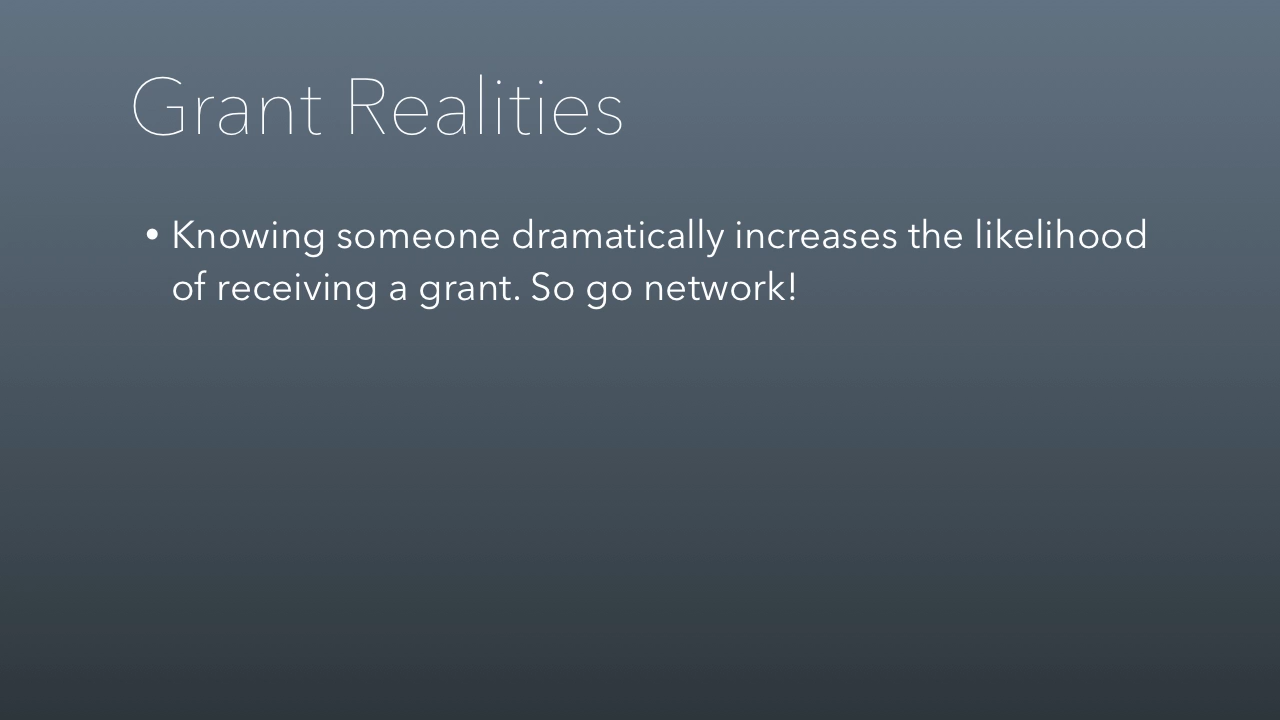 Grant Realities
• Knowing someone dramatically increases the likelihood
of receiving a grant. So go network!